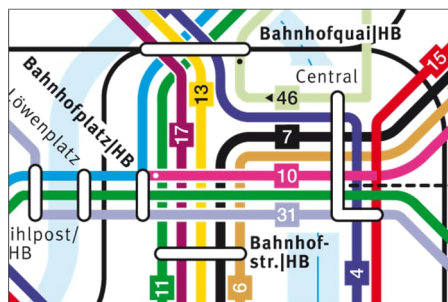 Bahnhofquai|HB
Central
15
46
13
17
7
Bahnhofplatz|HB
Löwenplatz
10
31
ihlpost/
HB
Bahnhof-
str.|HB
11
6
4